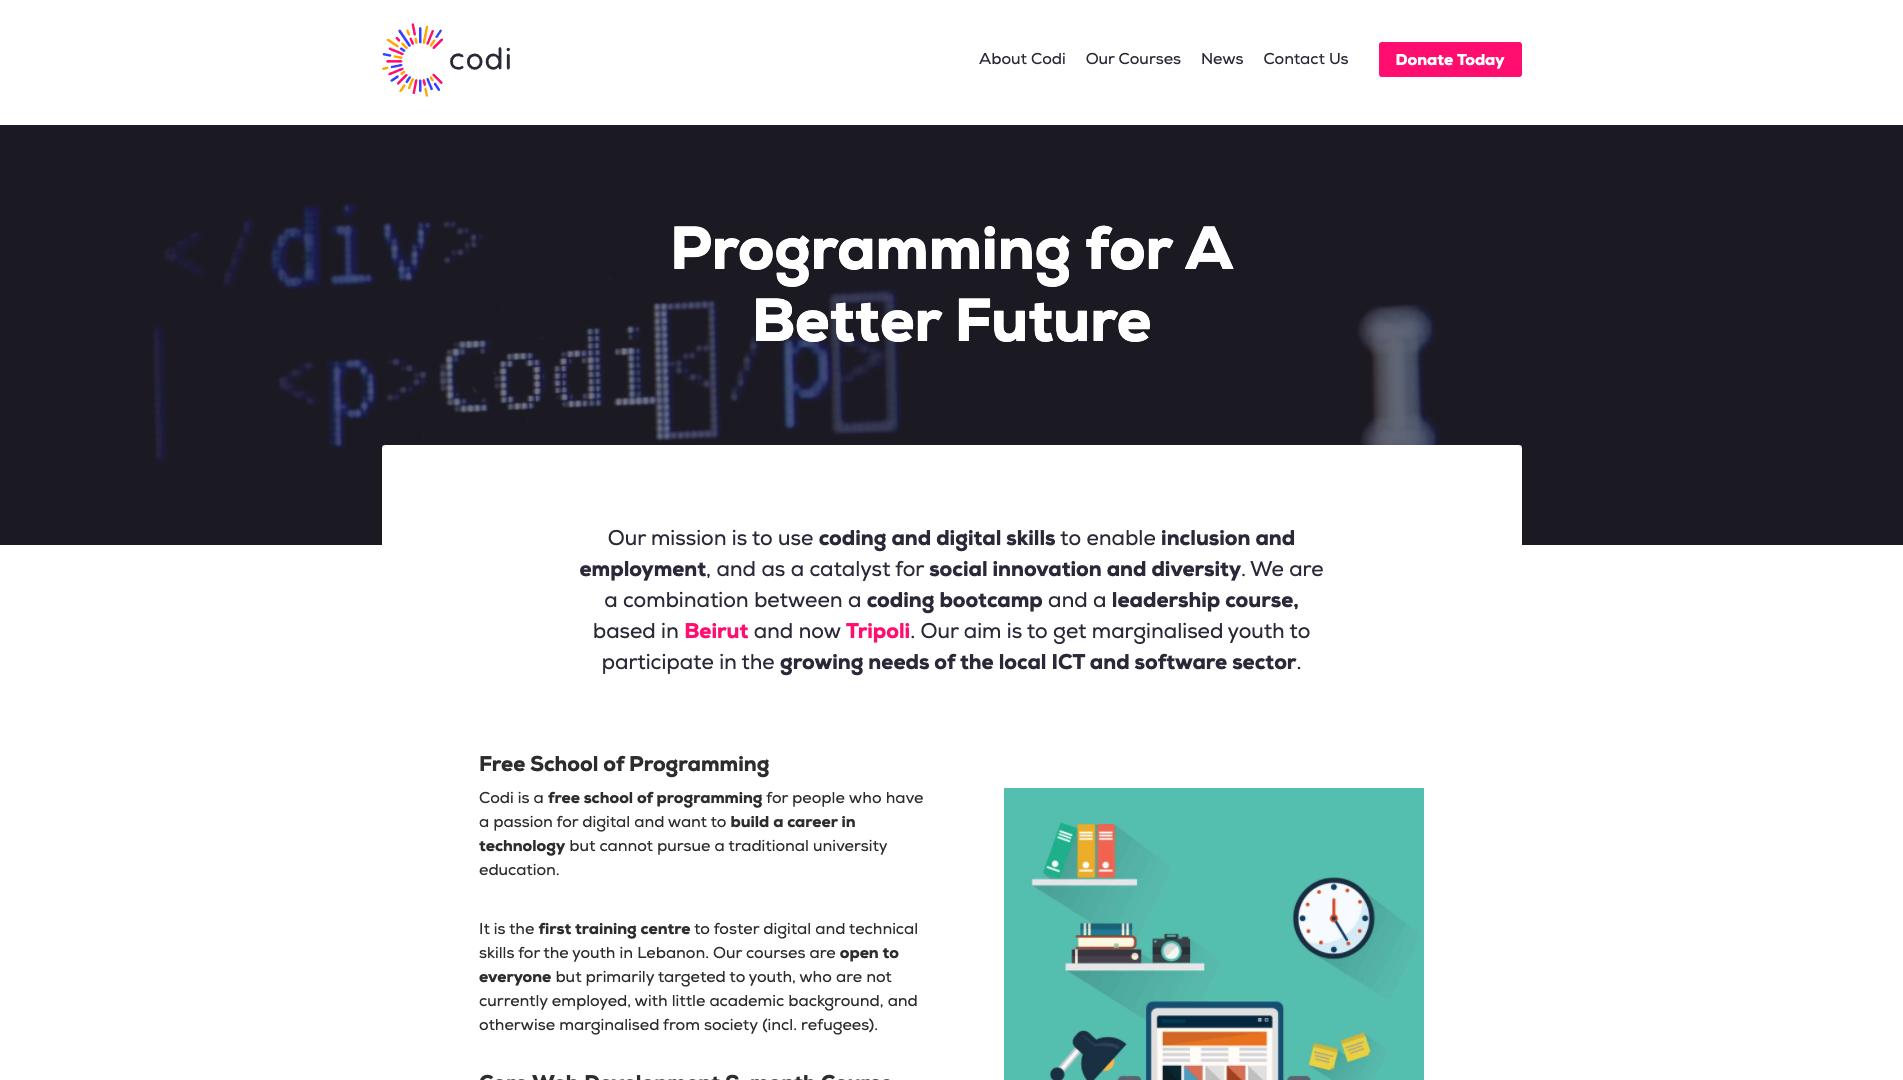 codi
About Codi
Our Courses
News
Contact Us
Donate Today
</div>
<p>Codi</p>
Programming for A
Better Future
Our mission is to use coding and digital skills to enable inclusion and
employment, and as a catalyst for social innovation and diversity. We are
a combination between a coding bootcamp and a leadership course,
based in Beirut and now Tripoli. Our aim is to get marginalised youth to
participate in the growing needs of the local ICT and software sector.
Free School of Programming
Codi is a free school of programming for people who have
a passion for digital and want to build a career in
technology but cannot pursue a traditional university
education.
It is the first training centre to foster digital and technical
skills for the youth in Lebanon. Our courses are open to
everyone but primarily targeted to youth, who are not
currently employed, with little academic background, and
otherwise marginalised from society (incl. refugees).